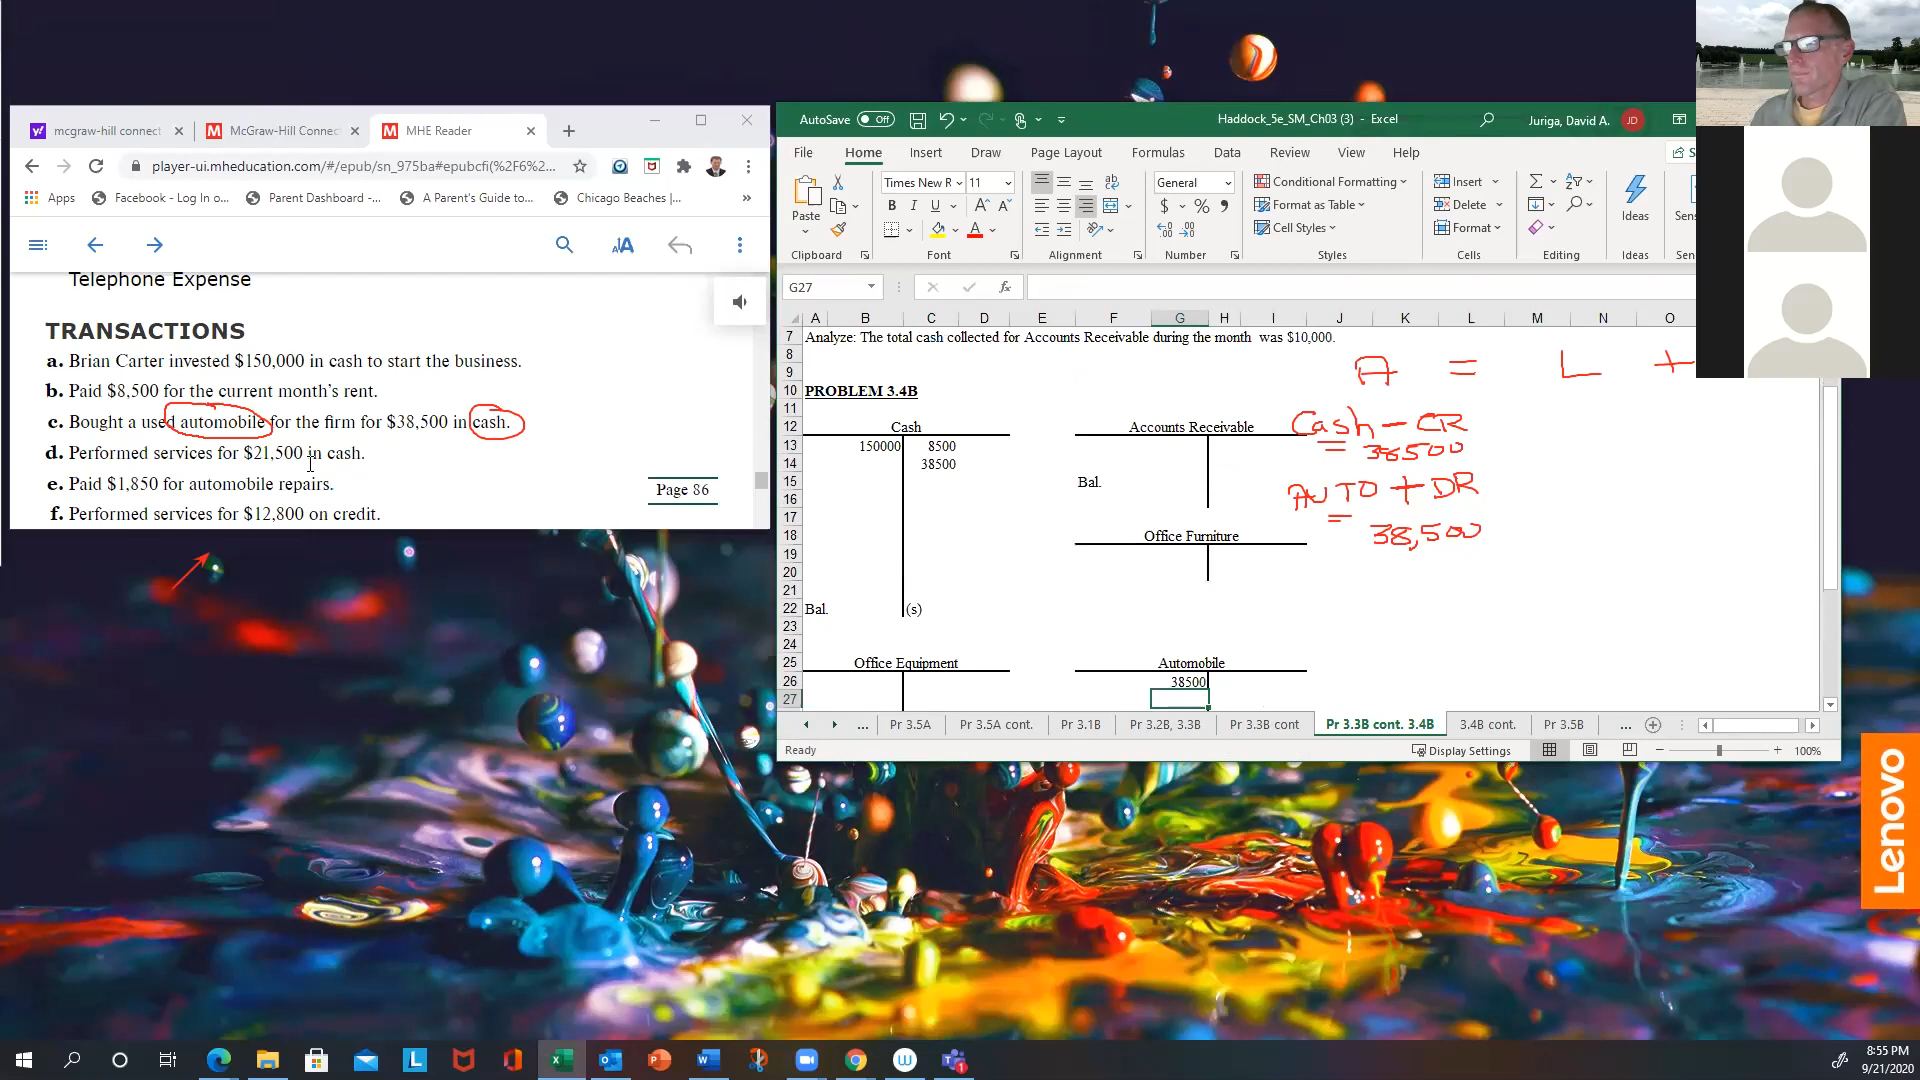 mcgraw-hill connect
McGraw-Hill Connec
MHE Reader
player-ui.mheducation.com/#/epub/sn_975ba#epubcfi(%2F6%2...
Apps
Facebook - Log In o...
Parent Dashboard -...
A Parent's Guide to...
Chicago Beaches |...
Telephone Expense
TRANSACTIONS
a. Brian Carter invested $150,000 in cash to start the business.
b. Paid $8,500 for the current month's rent.
c. Bought a used automobile for the firm for $38,500 in cash.
d. Performed services for $21,500 in cash.
e. Paid $1,850 for automobile repairs.
Page 86
f. Performed services for $12,800 on credit.
AutoSave Off
Haddock_5e_SM_Ch03 (3) - Excel
Juriga, David A. JD
File Home Insert Draw Page Layout Formulas Data Review View Help S
Paste
Clipboard
Times New R 11
B I U
Font
Alignment
General
$ % 9
Number
Conditional Formatting
Format as Table
Cell Styles
Styles
Insert
Delete
Format
Cells
Editing
Ideas
Ideas
Sens
Sen
G27
fx
A B C D E F G H I J K L M N O
7 Analyze: The total cash collected for Accounts Receivable during the month was $10,000.
8
9
10 PROBLEM 3.4B
11
12 Cash Accounts Receivable
13 150000 8500
14 38500
15 Bal.
16
17
18 Office Furniture
19
20
21
22 Bal. (s)
23
24
25 Office Equipment Automobile
26 38500
27
A = L +
Cash - CR
38500
AUTO + DR
38,500
... Pr 3.5A Pr 3.5A cont. Pr 3.1B Pr 3.2B, 3.3B Pr 3.3B cont Pr 3.3B cont. 3.4B 3.4B cont. Pr 3.5B ...
Ready
Display Settings
100%
Lenovo
8:55 PM
9/21/2020